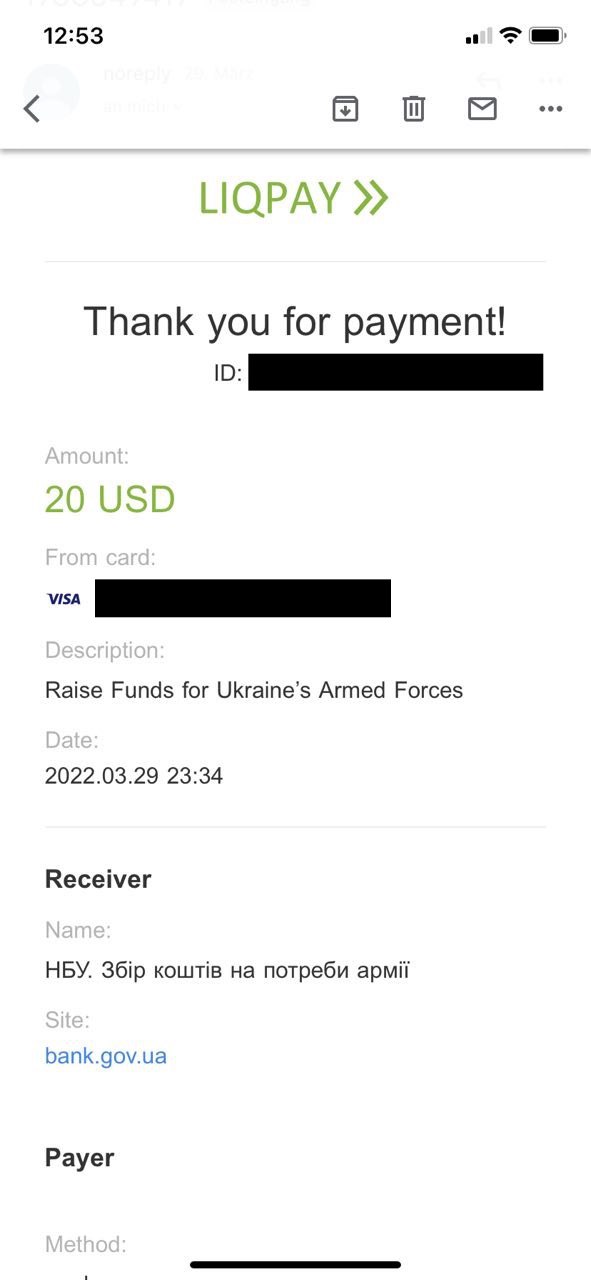 12:53
noreply 29. März
an mich
LIQPAY
Thank you for payment!
ID:
Amount:
20 USD
From card:
VISA
Description:
Raise Funds for Ukraine’s Armed Forces
Date:
2022.03.29 23:34
Receiver
Name:
НБУ. Збір коштів на потреби армії
Site:
bank.gov.ua
Payer
Method: